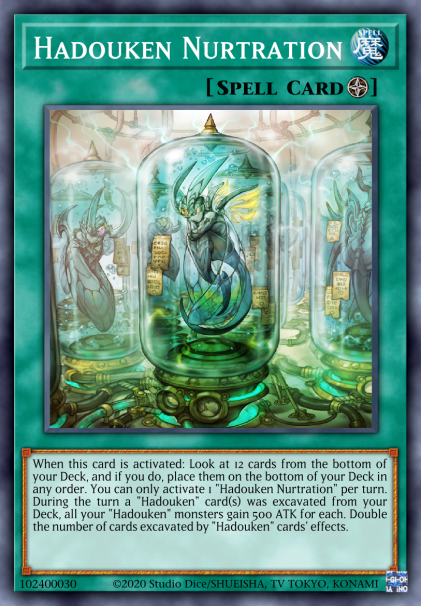 HADOUKEN NURTRATION
SPELL
魔
[SPELL CARD]
When this card is activated: Look at 12 cards from the bottom of
your Deck, and if you do, place them on the bottom of your Deck in
any order. You can only activate 1 "Hadouken Nurtration" per turn.
During the turn a "Hadouken" card(s) was excavated from your
Deck, all your "Hadouken" monsters gain 500 ATK for each. Double
the number of cards excavated by "Hadouken" cards' effects.
102400030
©2020 Studio Dice/SHUEISHA, TV TOKYO, KONAMI